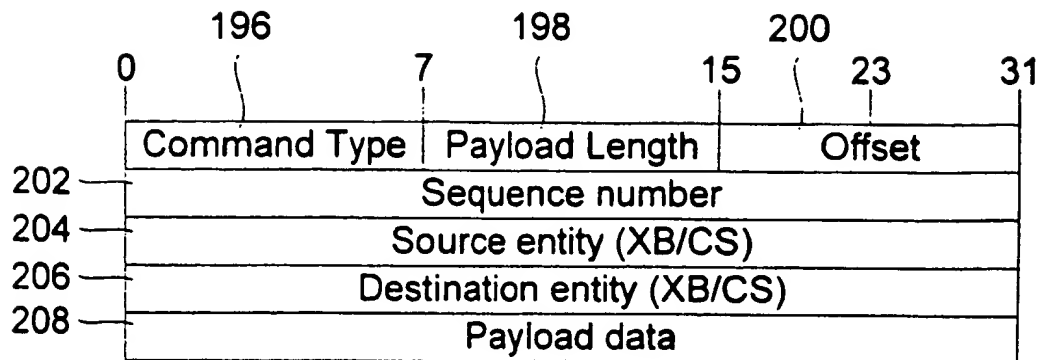 196 198 200
0 7 15 23 31
Command Type Payload Length Offset
202 Sequence number
204 Source entity (XB/CS)
206 Destination entity (XB/CS)
208 Payload data